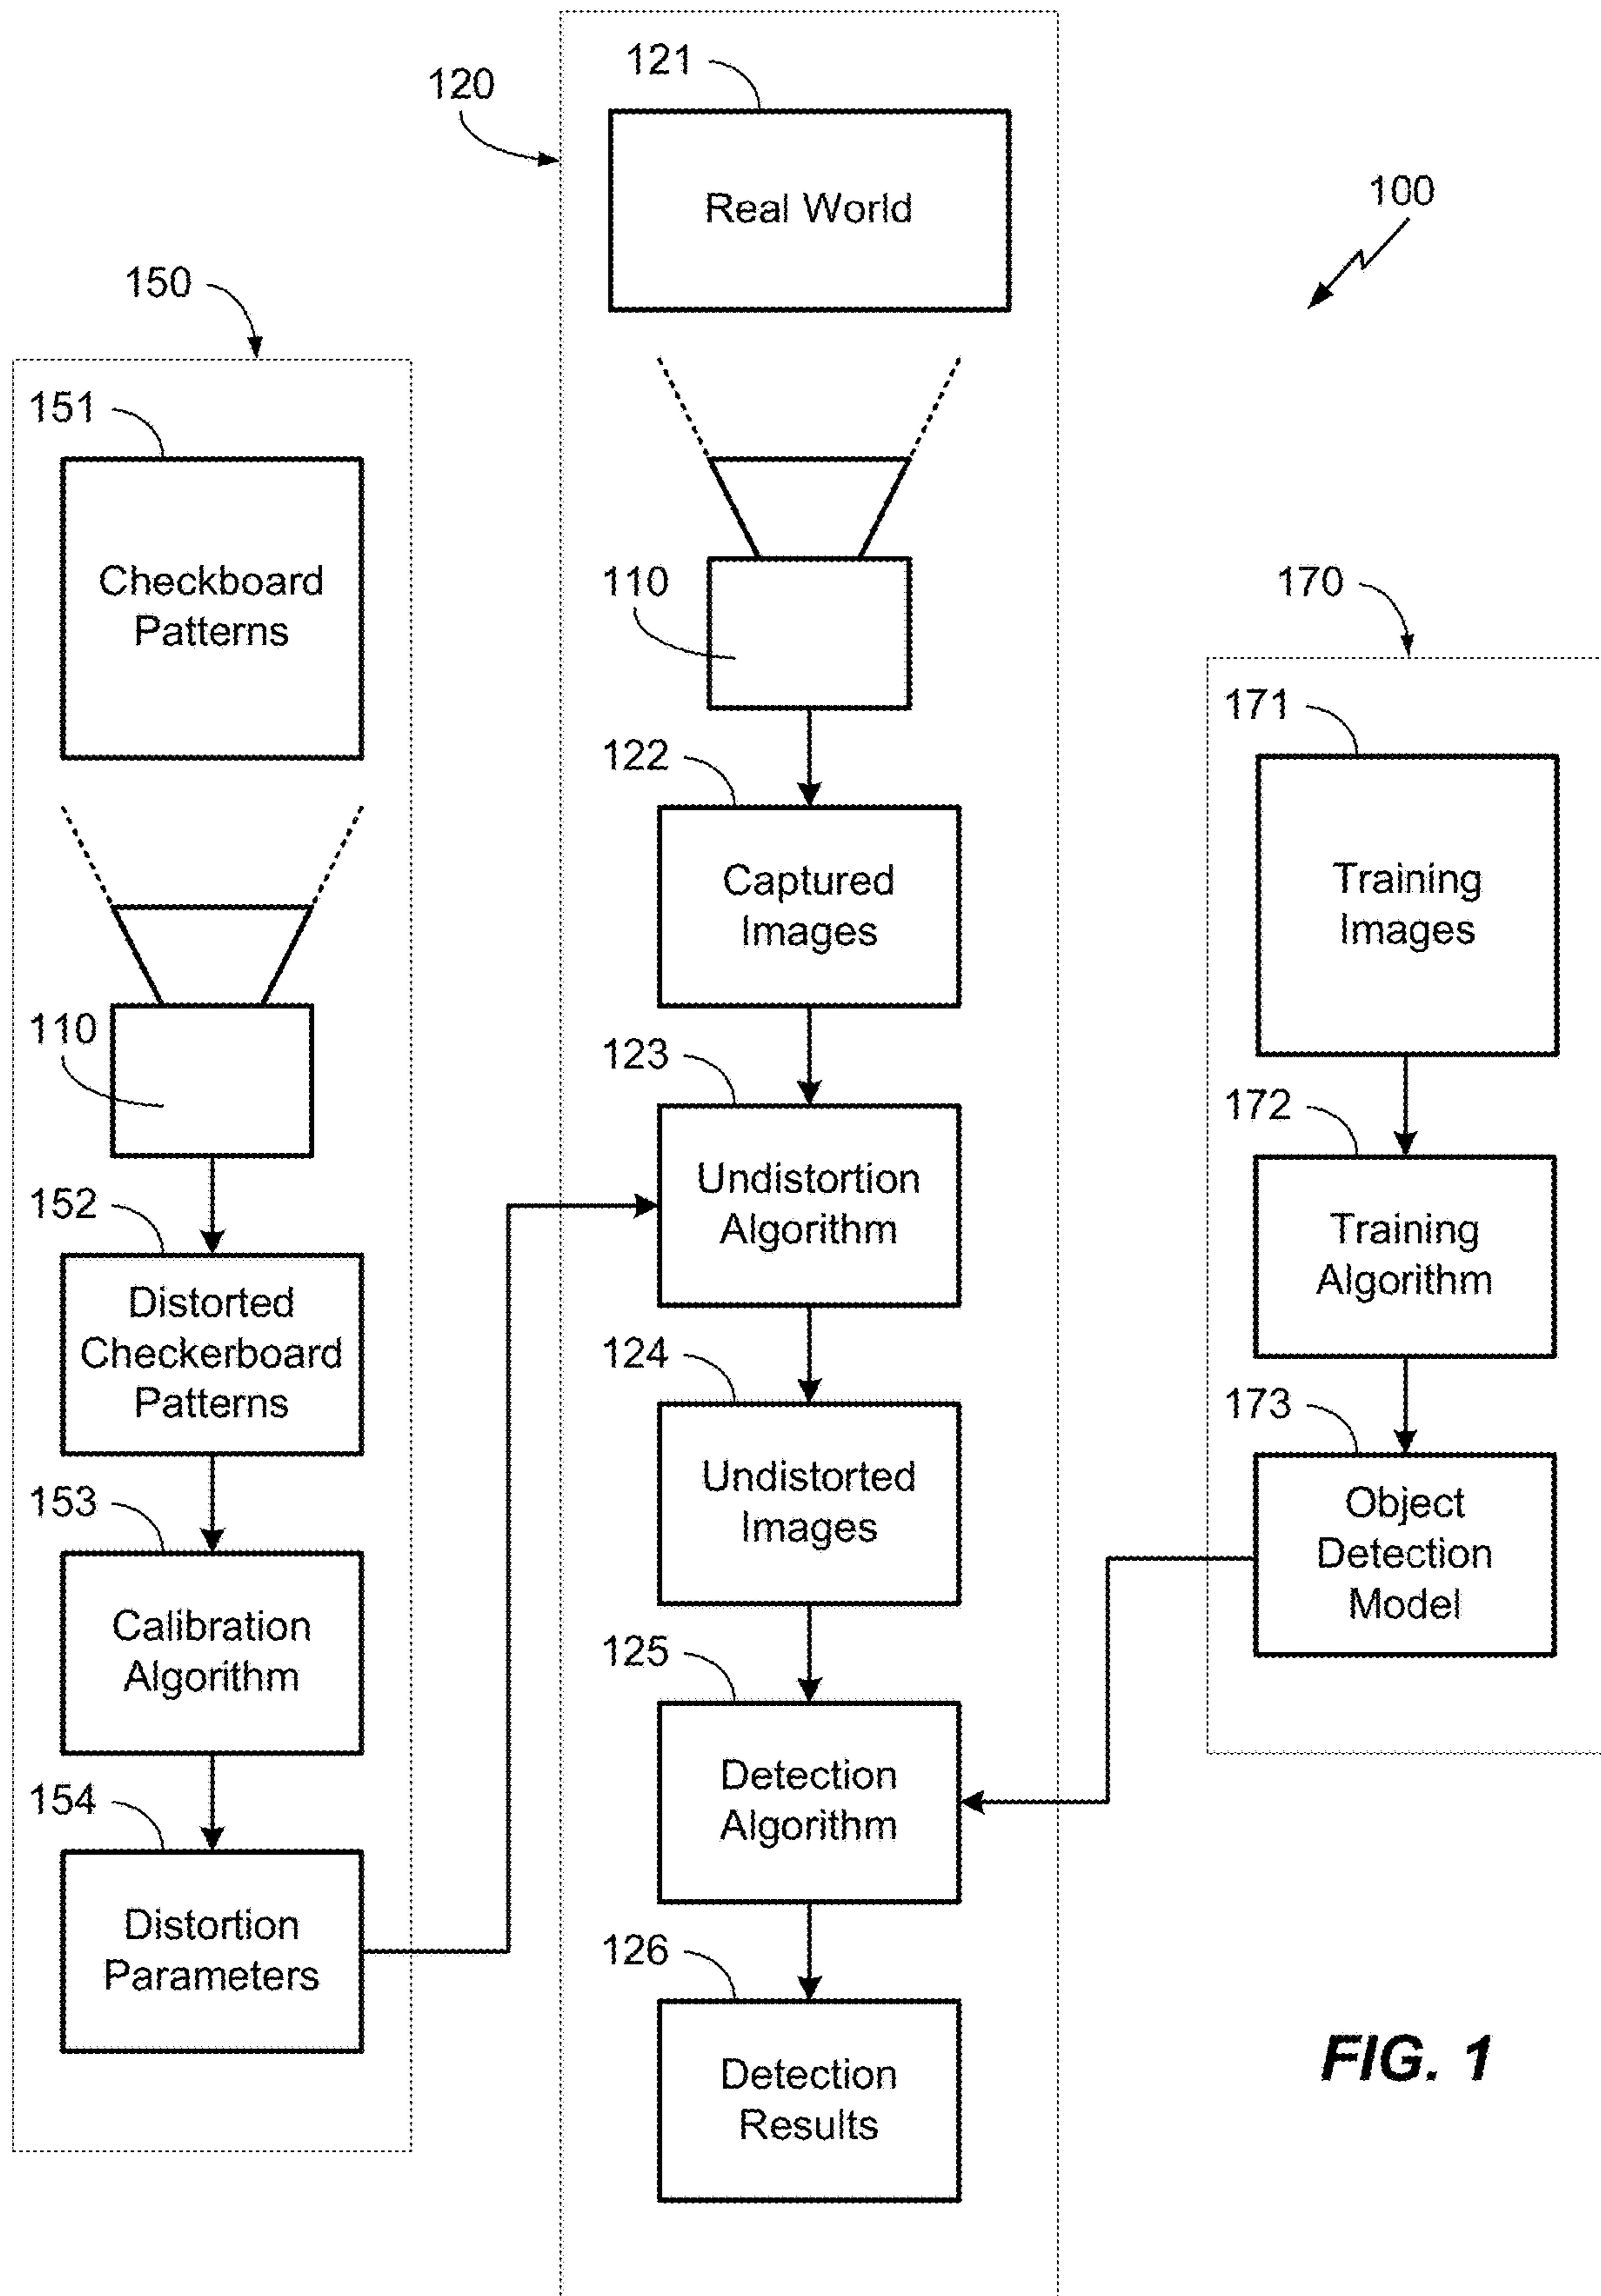 120
121
Real World
100
150
151
Checkboard
Patterns
110
152
Distorted
Checkerboard
Patterns
153
Calibration
Algorithm
154
Distortion
Parameters
110
122
Captured
Images
123
Undistortion
Algorithm
124
Undistorted
Images
125
Detection
Algorithm
126
Detection
Results
170
171
Training
Images
172
Training
Algorithm
173
Object
Detection
Model
FIG. 1